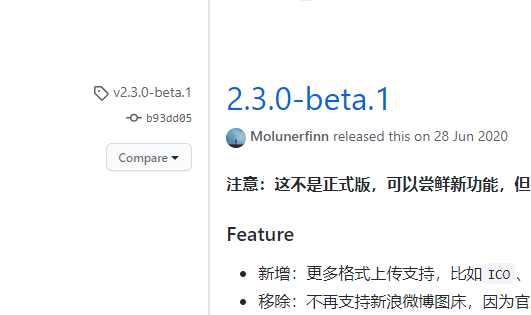 v2.3.0-beta.1
b93dd05
Compare
2.3.0-beta.1
Molunerfinn released this on 28 Jun 2020
注意：这不是正式版，可以尝鲜新功能，但
Feature
新增：更多格式上传支持，比如 ICO 、
移除：不再支持新浪微博图床，因为官